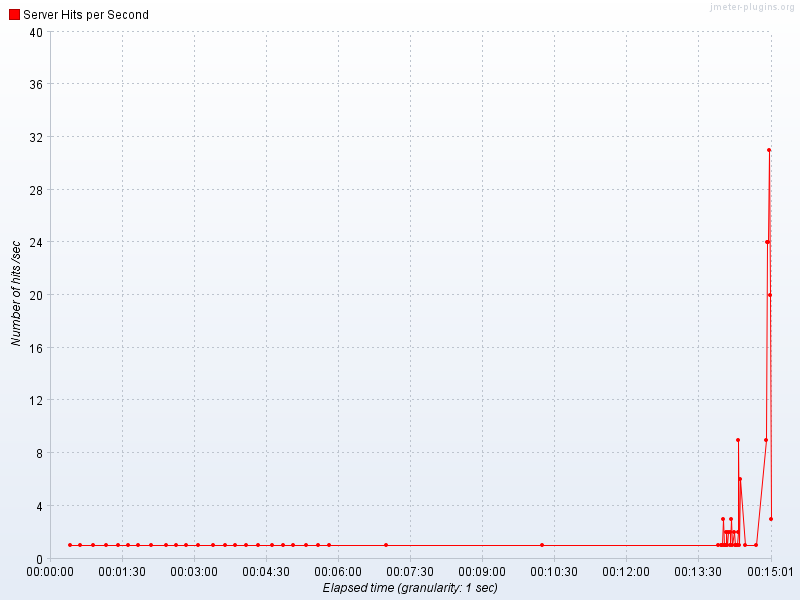 jmeter-plugins.org
Server Hits per Second
40
36
32
28
24
20
16
12
8
4
0
Number of hits /sec
00:00:00 00:01:30 00:03:00 00:04:30 00:06:00 00:07:30 00:09:00 00:10:30 00:12:00 00:13:30 00:15:01
Elapsed time (granularity: 1 sec)